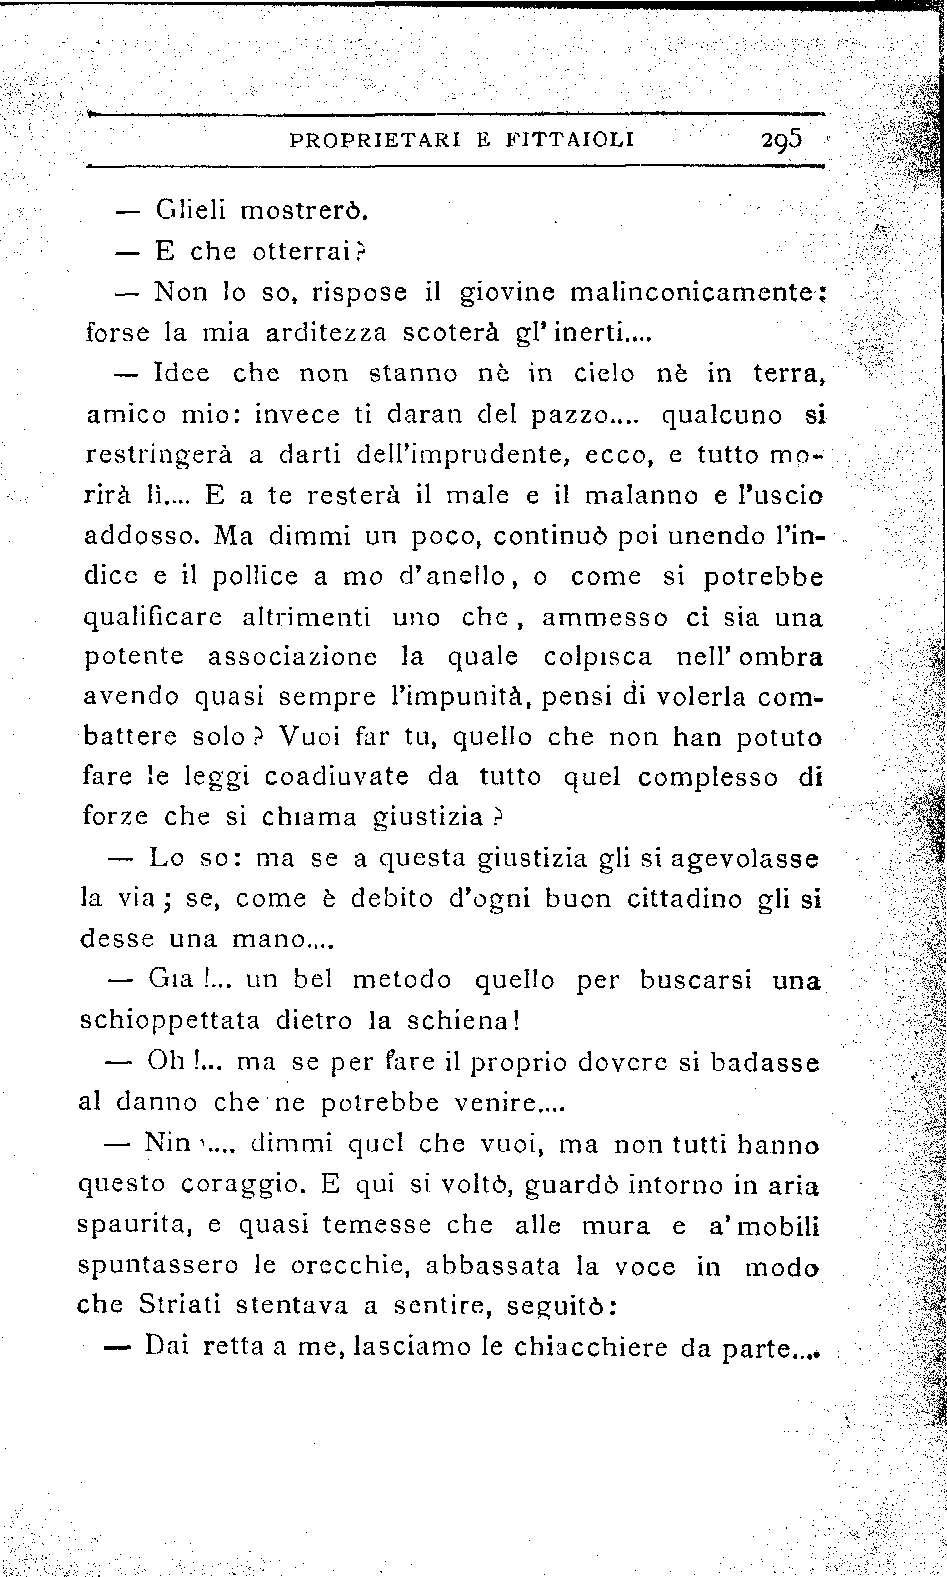 PROPRIETARI E FITTAIOLI 295
— Glieli mostrerò.
— E che otterrai?
— Non lo so, rispose il giovine malinconicamente:
forse la mia arditezza scoterà gl'inerti....
— Idee che non stanno nè in cielo nè in terra,
amico mio: invece ti daran del pazzo.... qualcuno si
restringerà a darti dell'imprudente, ecco, e tutto mo-
rirà lì.... E a te resterà il male e il malanno e l'uscio
addosso. Ma dimmi un poco, continuò poi unendo l'in-
dice e il pollice a mo d'anello, o come si potrebbe
qualificare altrimenti uno che, ammesso ci sia una
potente associazione la quale colpisca nell'ombra
avendo quasi sempre l'impunità, pensi di volerla com-
battere solo? Vuoi far tu, quello che non han potuto
fare le leggi coadiuvate da tutto quel complesso di
forze che si chiama giustizia?
— Lo so: ma se a questa giustizia gli si agevolasse
la via; se, come è debito d'ogni buon cittadino gli si
desse una mano....
— Gia!... un bel metodo quello per buscarsi una
schioppettata dietro la schiena!
— Oh!... ma se per fare il proprio dovere si badasse
al danno che ne potrebbe venire....
— Nin.... dimmi quel che vuoi, ma non tutti hanno
questo coraggio. E qui si voltò, guardò intorno in aria
spaurita, e quasi temesse che alle mura e a' mobili
spuntassero le orecchie, abbassata la voce in modo
che Striati stentava a sentire, seguitò:
— Dai retta a me, lasciamo le chiacchiere da parte....